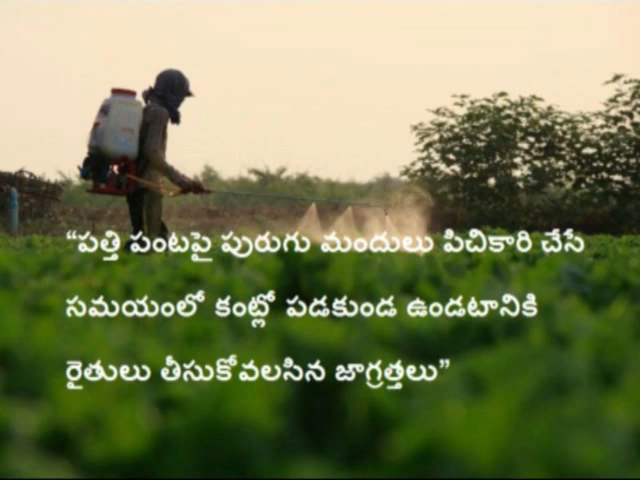 “పత్తి పంటపై పురుగు మందులు పిచికారి చేసే
సమయంలో కంట్లో పడకుండ ఉండటానికి
రైతులు తీసుకోవలసిన జాగ్రత్తలు”